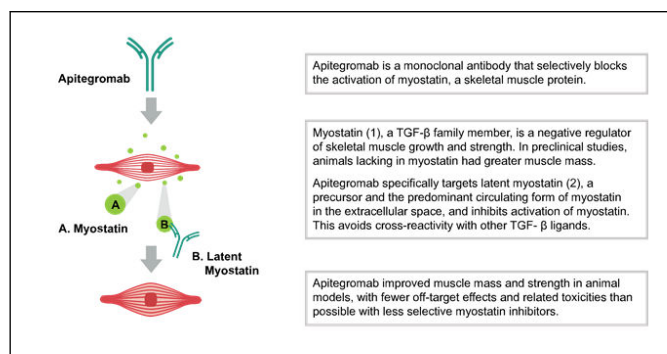 Apitegromab
A
B
A. Myostatin
B. Latent
Myostatin
Apitegromab is a monoclonal antibody that selectively blocks
the activation of myostatin, a skeletal muscle protein.
Myostatin (1), a TGF-β family member, is a negative regulator
of skeletal muscle growth and strength. In preclinical studies,
animals lacking in myostatin had greater muscle mass.
Apitegromab specifically targets latent myostatin (2), a
precursor and the predominant circulating form of myostatin
in the extracellular space, and inhibits activation of myostatin.
This avoids cross-reactivity with other TGF- β ligands.
Apitegromab improved muscle mass and strength in animal
models, with fewer off-target effects and related toxicities than
possible with less selective myostatin inhibitors.